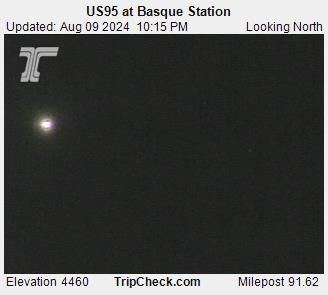 US95 at Basque Station
Updated: Aug 09 2024 10:15 PM Looking North
Elevation 4460 TripCheck.com Milepost 91.62